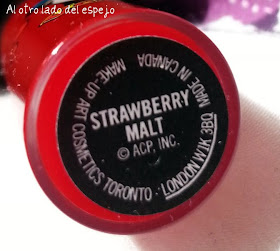 Al otro lado del espejo
STRAWBERRY
MALT
© ACP, INC.
MAKE-UP ART COSMETICS TORONTO · LONDON W1K 3BQ MADE IN CANADA